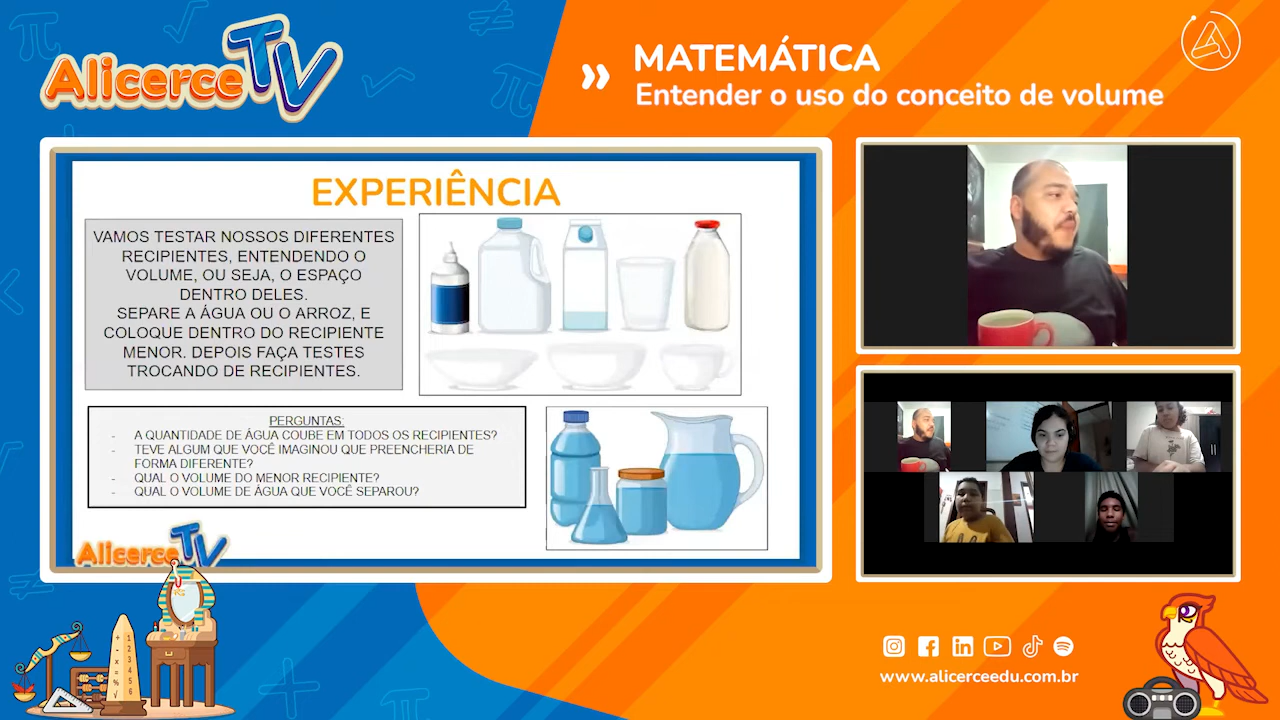 AlicerceTV
MATEMÁTICA
Entender o uso do conceito de volume
EXPERIÊNCIA
VAMOS TESTAR NOSSOS DIFERENTES
RECIPIENTES, ENTENDENDO O
VOLUME, OU SEJA, O ESPAÇO
DENTRO DELES.
SEPARE A ÁGUA OU O ARROZ, E
COLOQUE DENTRO DO RECIPIENTE
MENOR. DEPOIS FAÇA TESTES
TROCANDO DE RECIPIENTES.
PERGUNTAS:
- A QUANTIDADE DE ÁGUA COUBE EM TODOS OS RECIPIENTES?
- TEVE ALGUM QUE VOCÊ IMAGINOU QUE PREENCHERIA DE
FORMA DIFERENTE?
- QUAL O VOLUME DO MENOR RECIPIENTE?
- QUAL O VOLUME DE ÁGUA QUE VOCÊ SEPAROU?
AlicerceTV
www.alicerceedu.com.br